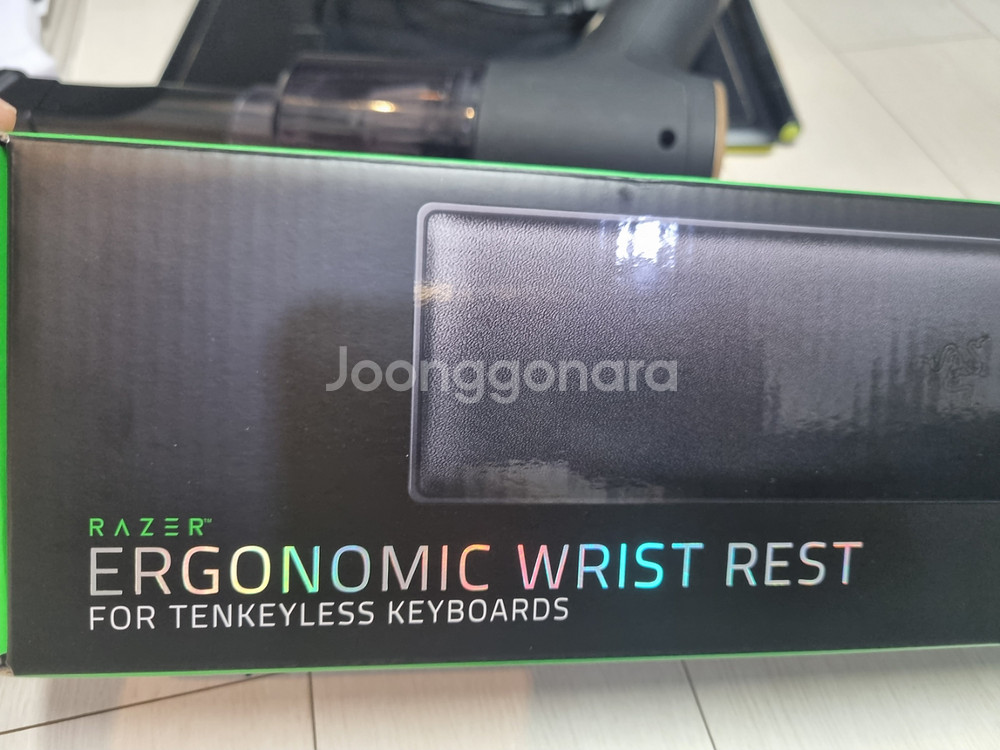 Joonggonara
RAZER™
ERGONOMIC WRIST REST
FOR TENKEYLESS KEYBOARDS